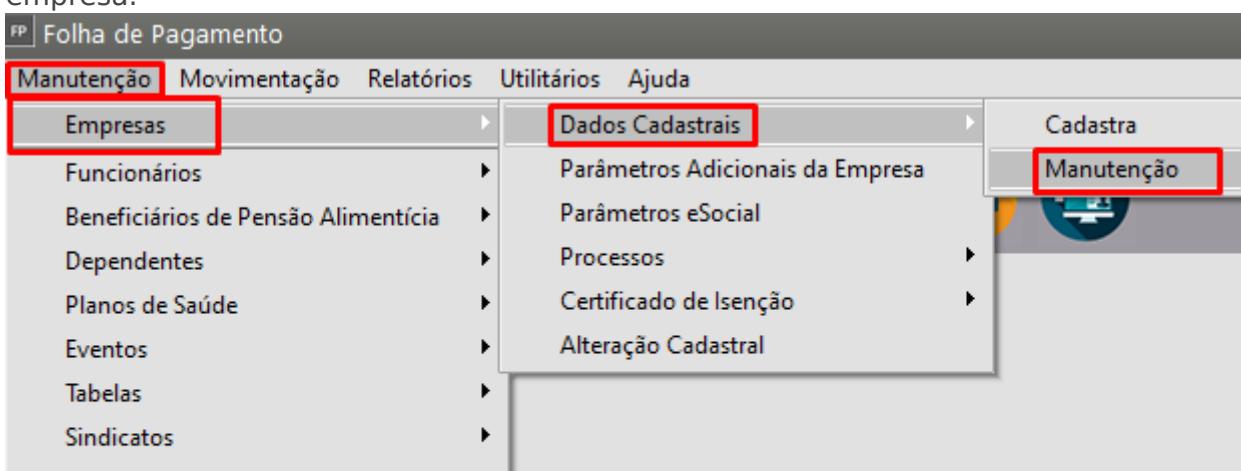 empresa.
FP Folha de Pagamento
Manutenção Movimentação Relatórios Utilitários Ajuda
Empresas
Funcionários
Beneficiários de Pensão Alimentícia
Dependentes
Planos de Saúde
Eventos
Tabelas
Sindicatos
Dados Cadastrais
Parâmetros Adicionais da Empresa
Parâmetros eSocial
Processos
Certificado de Isenção
Alteração Cadastral
Cadastra
Manutenção